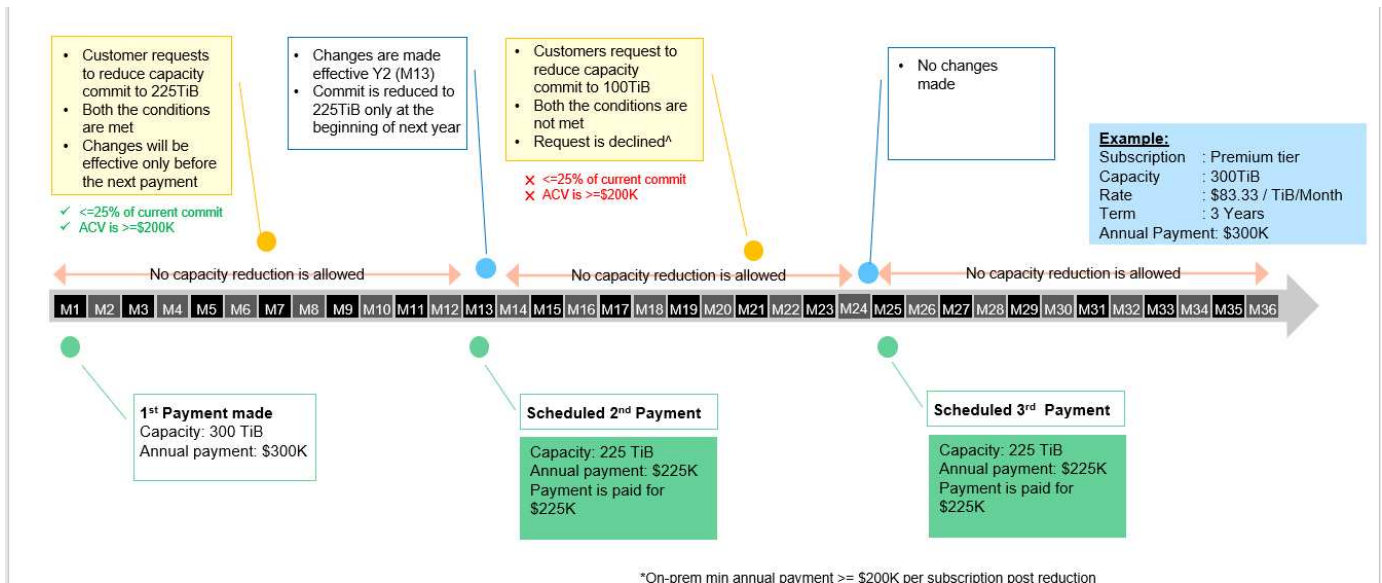 • Customer requests
to reduce capacity
commit to 225TiB
• Both the conditions
are met
• Changes will be
effective only before
the next payment
✓ <=25% of current commit
✓ ACV is >=$200K
• Changes are made
effective Y2 (M13)
• Commit is reduced to
225TiB only at the
beginning of next year
• Customers request to
reduce capacity
commit to 100TiB
• Both the conditions are
not met
• Request is declined^
✕ <=25% of current commit
✕ ACV is >=$200K
• No changes
made
Example:
Subscription : Premium tier
Capacity : 300TiB
Rate : $83.33 / TiB/Month
Term : 3 Years
Annual Payment: $300K
No capacity reduction is allowed No capacity reduction is allowed No capacity reduction is allowed
M1 M2 M3 M4 M5 M6 M7 M8 M9 M10 M11 M12 M13 M14 M15 M16 M17 M18 M19 M20 M21 M22 M23 M24 M25 M26 M27 M28 M29 M30 M31 M32 M33 M34 M35 M36
1st Payment made
Capacity: 300 TiB
Annual payment: $300K
Scheduled 2nd Payment
Capacity: 225 TiB
Annual payment: $225K
Payment is paid for
$225K
Scheduled 3rd Payment
Capacity: 225 TiB
Annual payment: $225K
Payment is paid for
$225K
*On-prem min annual payment >= $200K per subscription post reduction